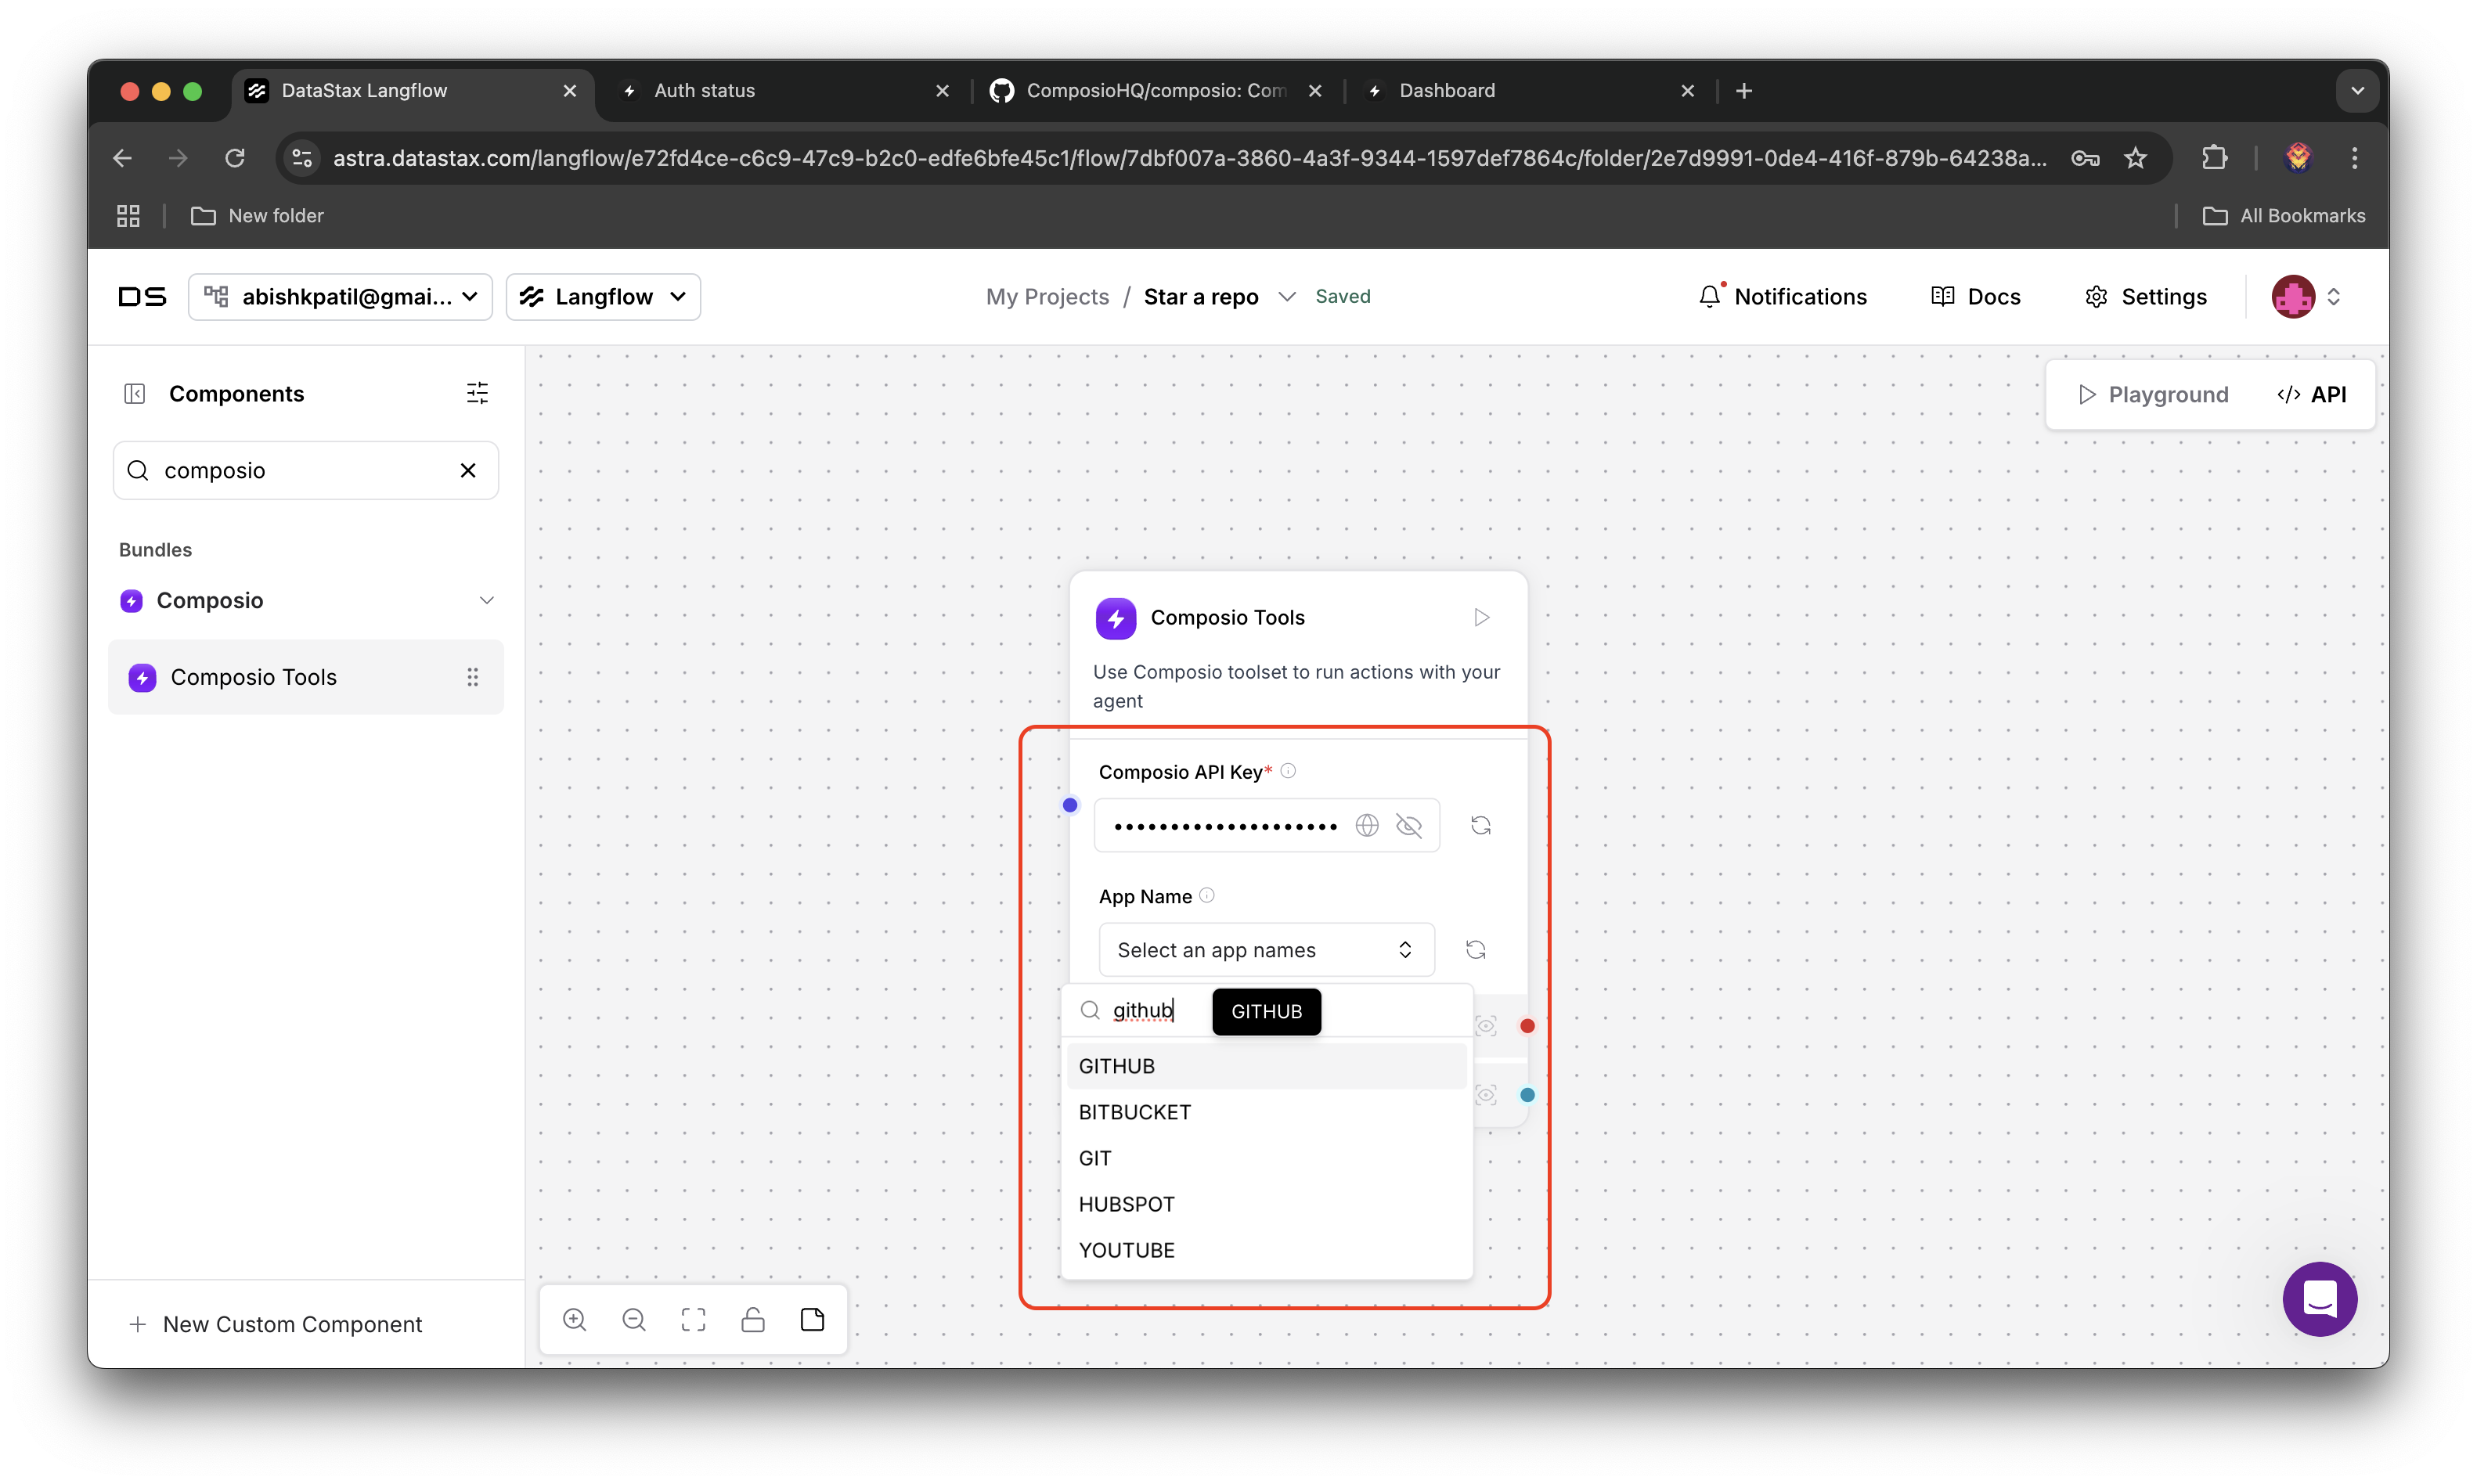 DataStax Langflow
Auth status
ComposioHQ/composio: Com
Dashboard
astra.datastax.com/langflow/e72fd4ce-c6c9-47c9-b2c0-edfe6bfe45c1/flow/7dbf007a-3860-4a3f-9344-1597def7864c/folder/2e7d9991-0de4-416f-879b-64238a...
New folder
All Bookmarks
DS
abishkpatil@gmai...
Langflow
My Projects / Star a repo
Saved
Notifications
Docs
Settings
Components
Playground
</> API
composio
Bundles
Composio
Composio Tools
Composio Tools
Use Composio toolset to run actions with your
agent
Composio API Key*
App Name
Select an app names
github
GITHUB
GITHUB
BITBUCKET
GIT
HUBSPOT
YOUTUBE
New Custom Component